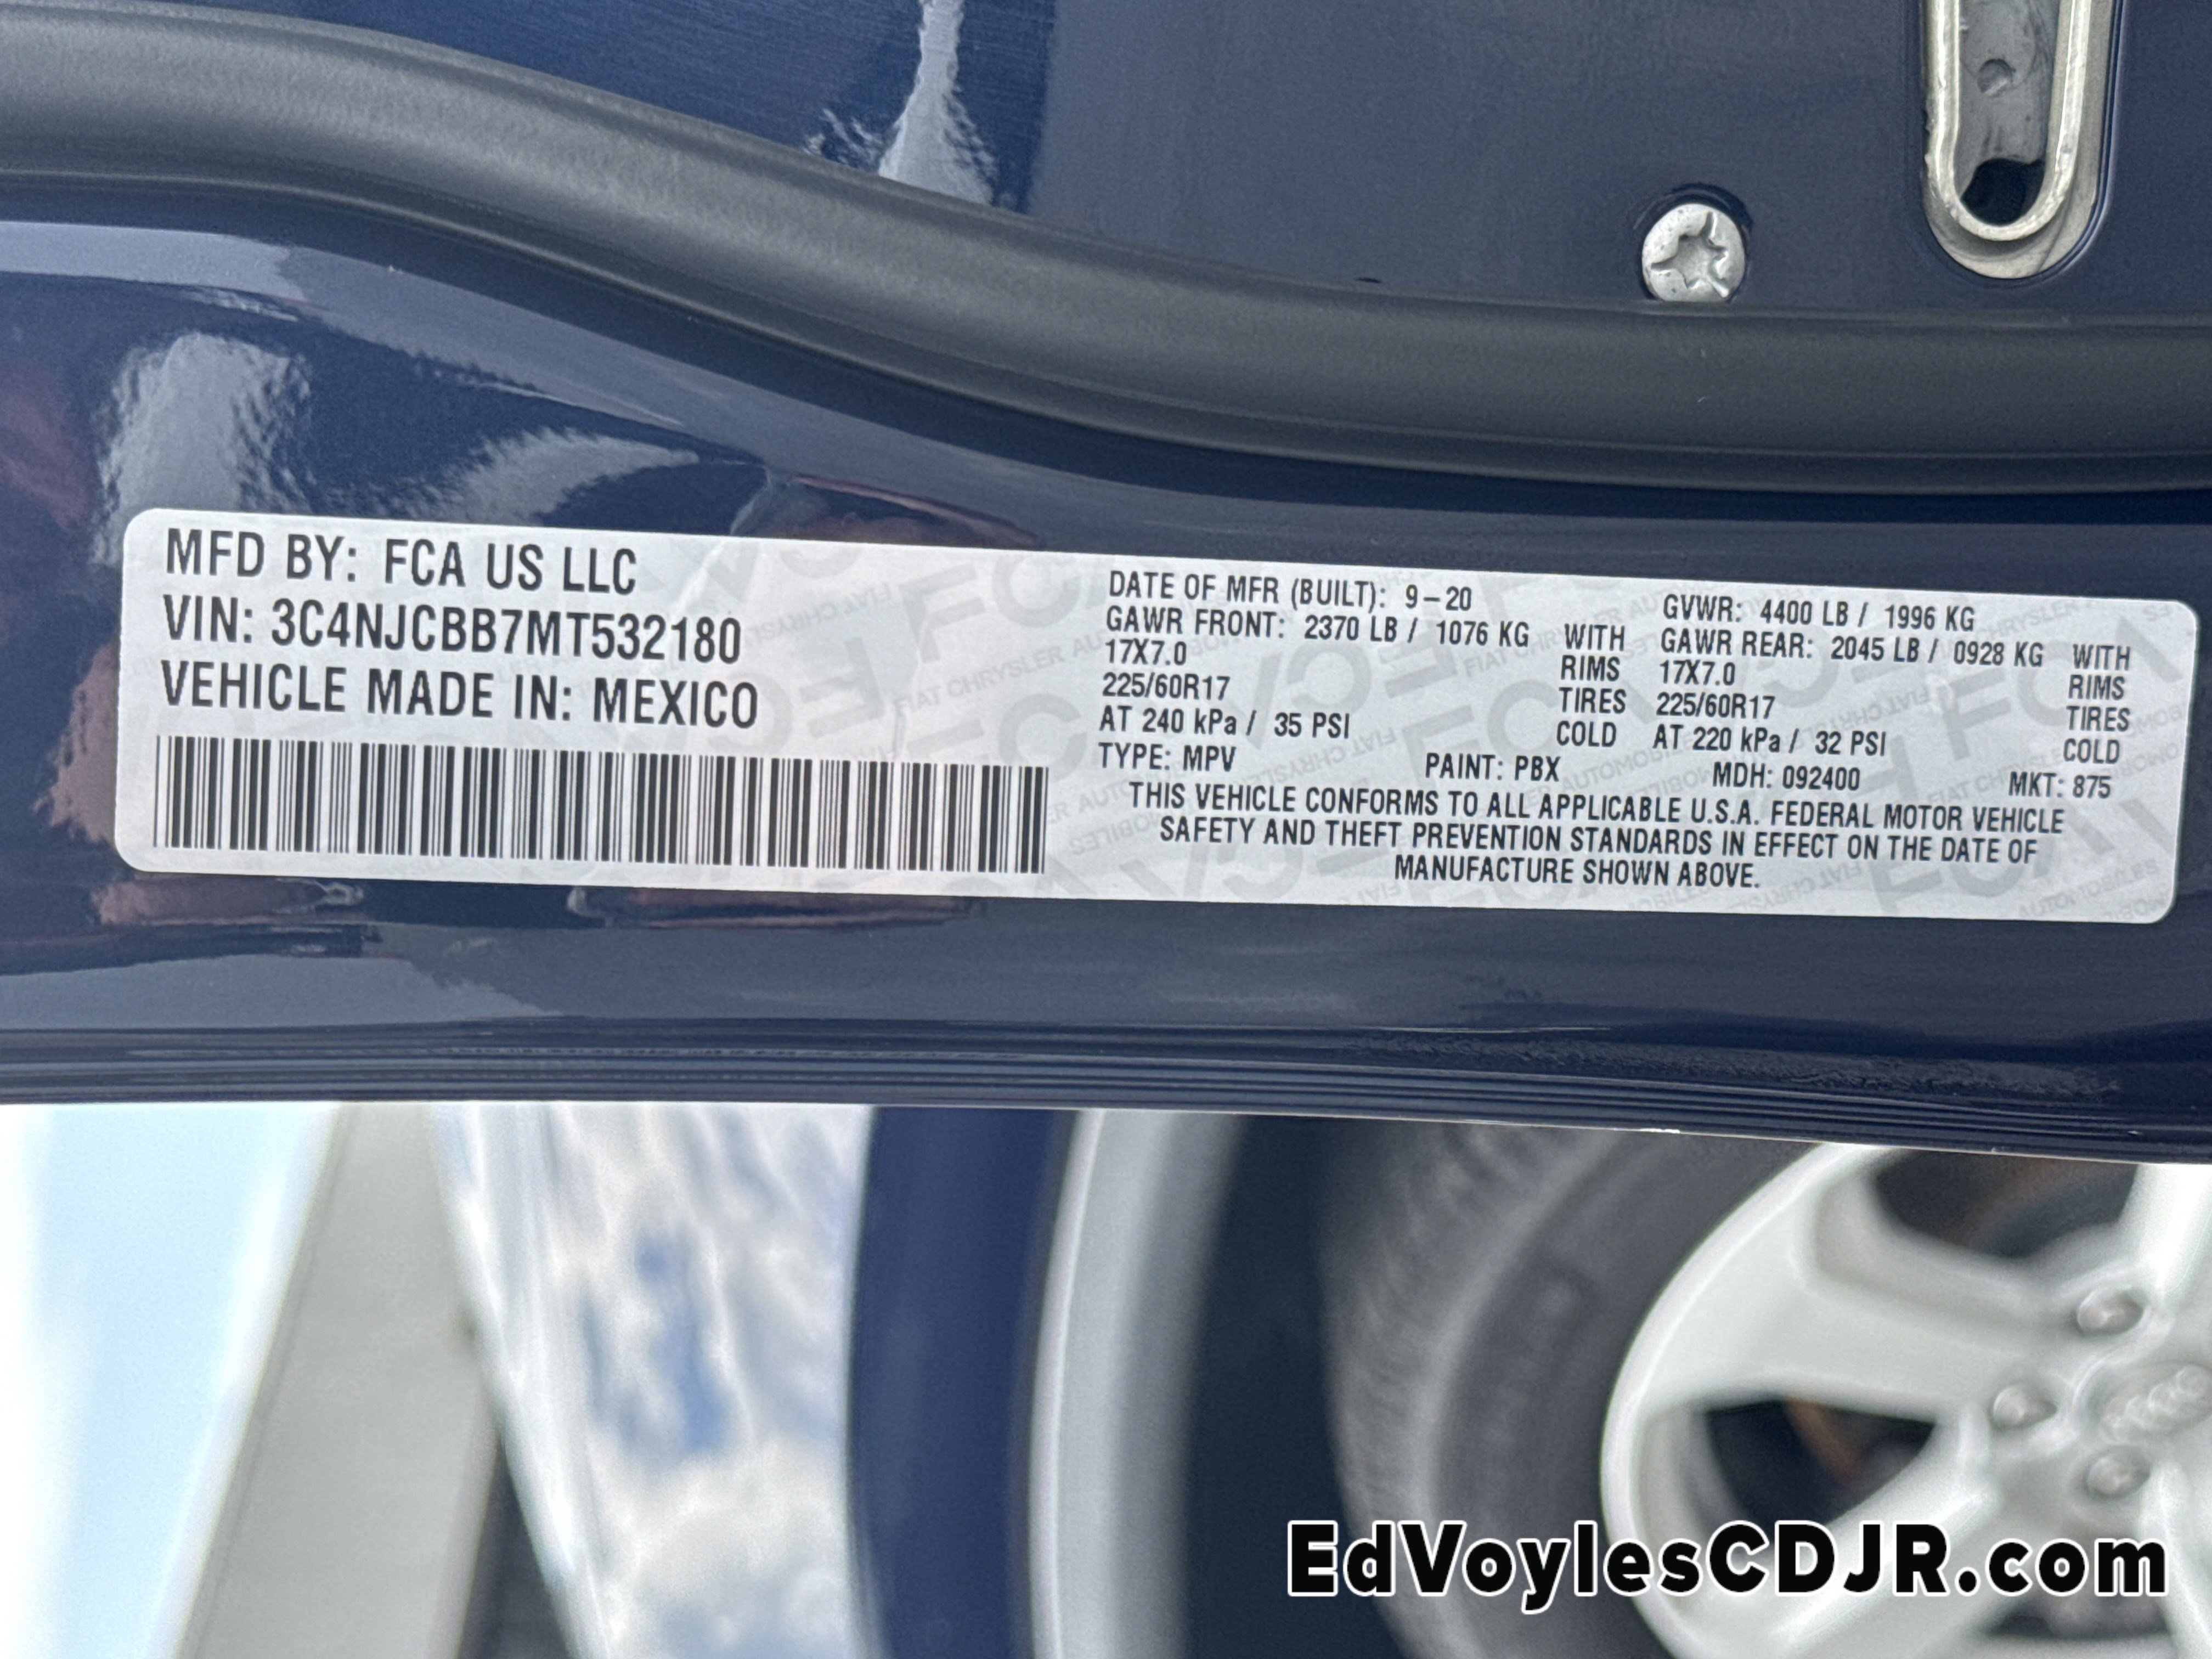 MFD BY: FCA US LLC
VIN: 3C4NJCBB7MT532180
VEHICLE MADE IN: MEXICO
DATE OF MFR (BUILT): 9-20 GVWR: 4400 LB / 1996 KG
GAWR FRONT: 2370 LB / 1076 KG WITH GAWR REAR: 2045 LB / 0928 KG WITH
17X7.0 RIMS 17X7.0 RIMS
225/60R17 TIRES 225/60R17 TIRES
AT 240 kPa / 35 PSI COLD AT 220 kPa / 32 PSI COLD
TYPE: MPV PAINT: PBX MDH: 092400 MKT: 875
THIS VEHICLE CONFORMS TO ALL APPLICABLE U.S.A. FEDERAL MOTOR VEHICLE
SAFETY AND THEFT PREVENTION STANDARDS IN EFFECT ON THE DATE OF
MANUFACTURE SHOWN ABOVE.
EdVoylesCDJR.com